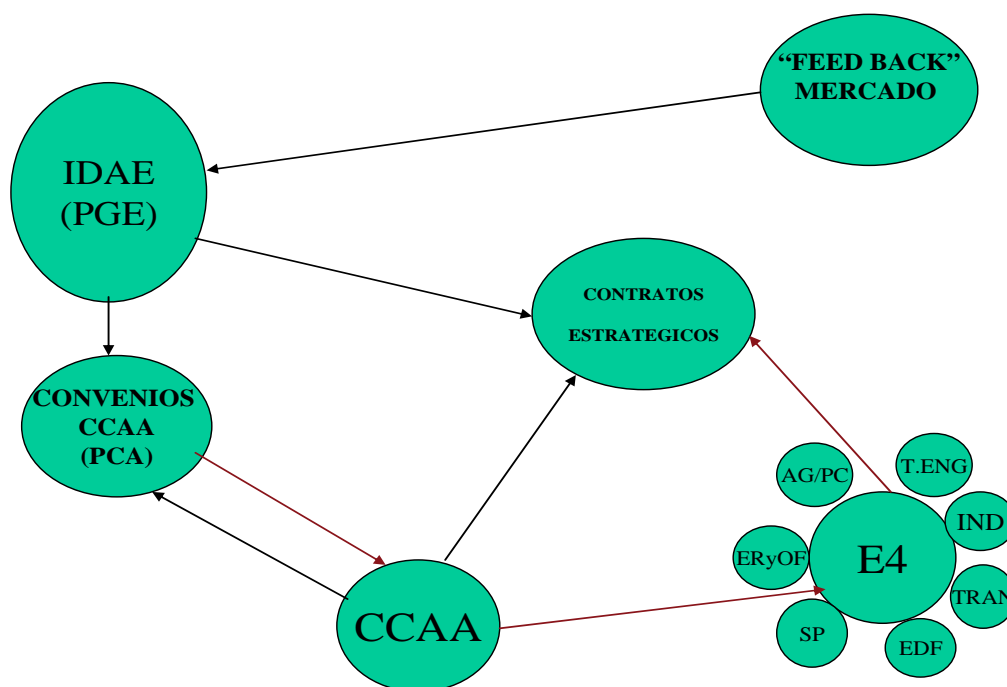 “FEED BACK”
MERCADO
IDAE
(PGE)
CONTRATOS
ESTRATEGICOS
CONVENIOS
CCAA
(PCA)
AG/PC
T.ENG
IND
ERyOF
E4
TRAN
CCAA
SP
EDF